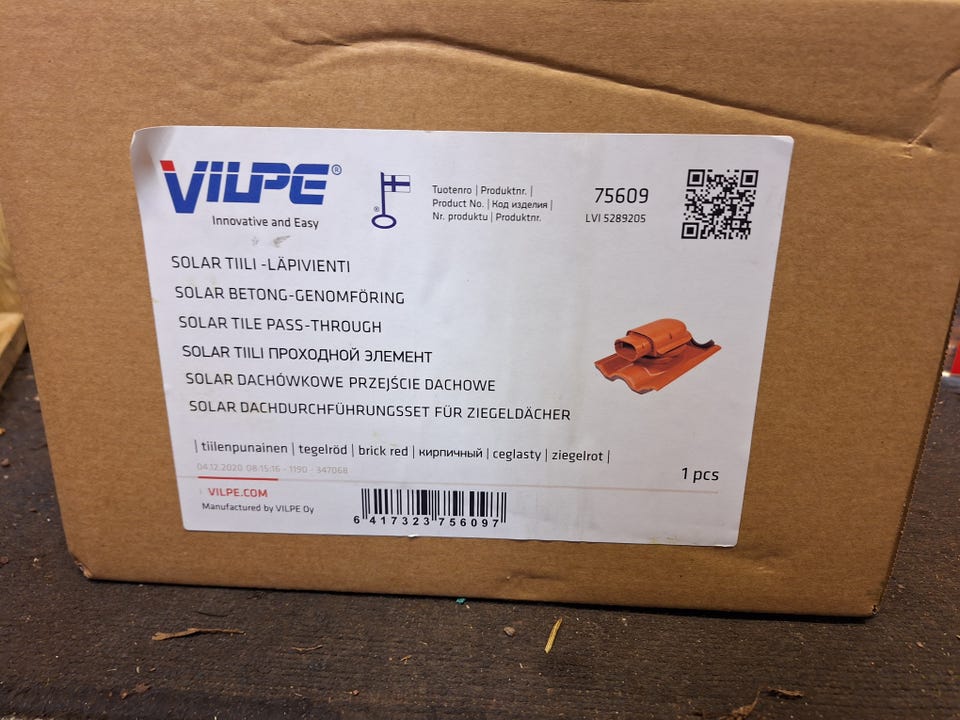 VILPE®
Innovative and Easy
Tuotenro | Produktnr. |
Product No. | Код изделия |
Nr. produktu | Produktnr.
75609
LVI 5289205
SOLAR TIILI -LÄPIVIENTI
SOLAR BETONG-GENOMFÖRING
SOLAR TILE PASS-THROUGH
SOLAR TIILI ПРОХОДНОЙ ЭЛЕМЕНТ
SOLAR DACHÓWKOWE PRZEJŚCIE DACHOWE
SOLAR DACHDURCHFÜHRUNGSSET FÜR ZIEGELDÄCHER
| tiilenpunainen | tegelröd | brick red | кирпичный | ceglasty | ziegelrot |
04.12.2020 08:15:16 - 1190 - 347068
1 pcs
VILPE.COM
Manufactured by VILPE Oy
6 417323 756097